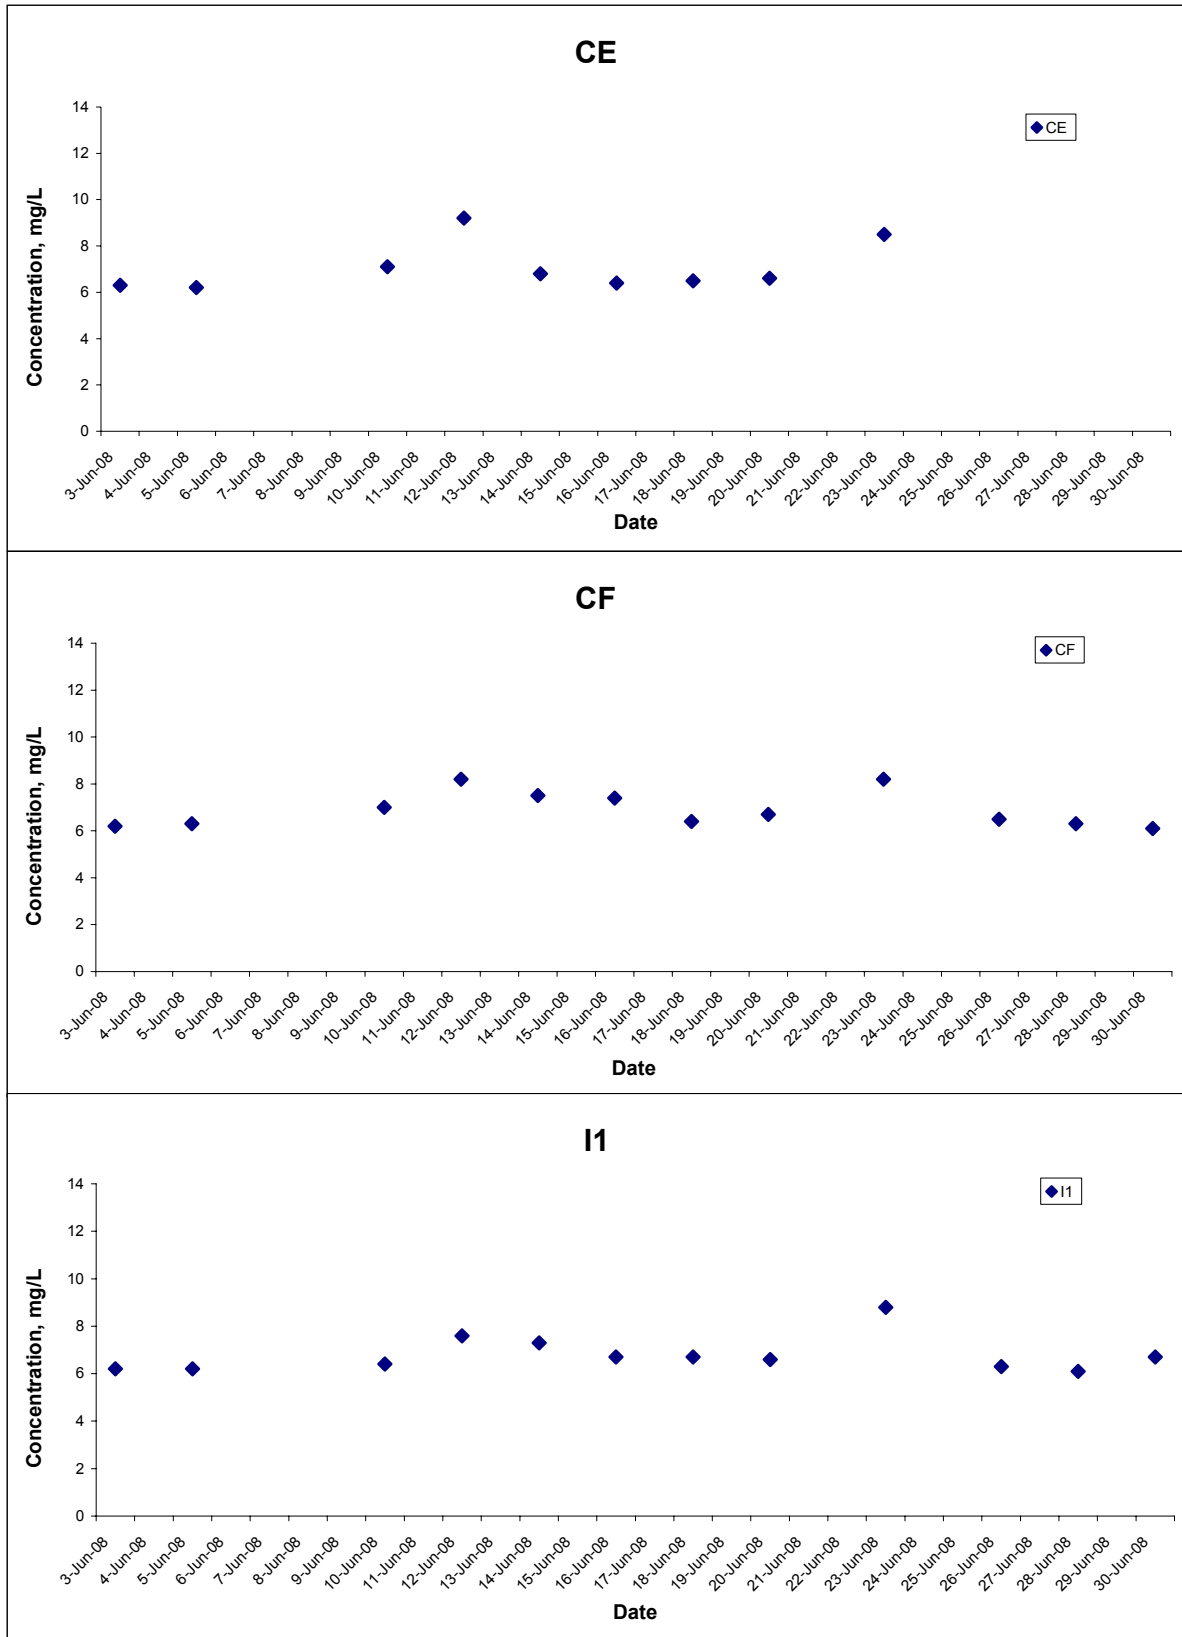 CE
14
12
10
8
6
4
2
0
Concentration, mg/L
CE
3-Jun-08 4-Jun-08 5-Jun-08 6-Jun-08 7-Jun-08 8-Jun-08 9-Jun-08 10-Jun-08 11-Jun-08 12-Jun-08 13-Jun-08 14-Jun-08 15-Jun-08 16-Jun-08 17-Jun-08 18-Jun-08 19-Jun-08 20-Jun-08 21-Jun-08 22-Jun-08 23-Jun-08 24-Jun-08 25-Jun-08 26-Jun-08 27-Jun-08 28-Jun-08 29-Jun-08 30-Jun-08
Date
CF
14
12
10
8
6
4
2
0
Concentration, mg/L
CF
3-Jun-08 4-Jun-08 5-Jun-08 6-Jun-08 7-Jun-08 8-Jun-08 9-Jun-08 10-Jun-08 11-Jun-08 12-Jun-08 13-Jun-08 14-Jun-08 15-Jun-08 16-Jun-08 17-Jun-08 18-Jun-08 19-Jun-08 20-Jun-08 21-Jun-08 22-Jun-08 23-Jun-08 24-Jun-08 25-Jun-08 26-Jun-08 27-Jun-08 28-Jun-08 29-Jun-08 30-Jun-08
Date
I1
14
12
10
8
6
4
2
0
Concentration, mg/L
I1
3-Jun-08 4-Jun-08 5-Jun-08 6-Jun-08 7-Jun-08 8-Jun-08 9-Jun-08 10-Jun-08 11-Jun-08 12-Jun-08 13-Jun-08 14-Jun-08 15-Jun-08 16-Jun-08 17-Jun-08 18-Jun-08 19-Jun-08 20-Jun-08 21-Jun-08 22-Jun-08 23-Jun-08 24-Jun-08 25-Jun-08 26-Jun-08 27-Jun-08 28-Jun-08 29-Jun-08 30-Jun-08
Date